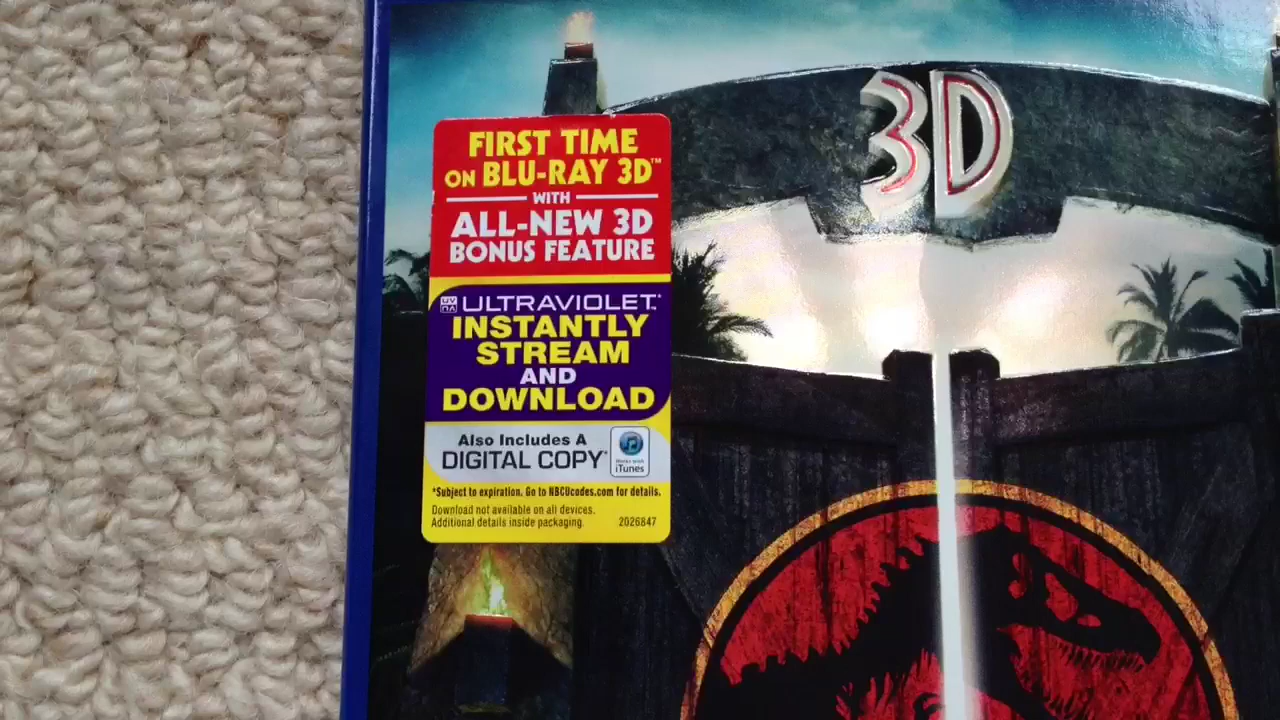 3D
FIRST TIME
ON BLU-RAY 3D™
WITH
ALL-NEW 3D
BONUS FEATURE
UV ULTRAVIOLET™
INSTANTLY
STREAM
AND
DOWNLOAD
Also Includes A
DIGITAL COPY*
iTunes
*Subject to expiration. Go to NBCUcodes.com for details.
Download not available on all devices.
Additional details inside packaging. 2026847